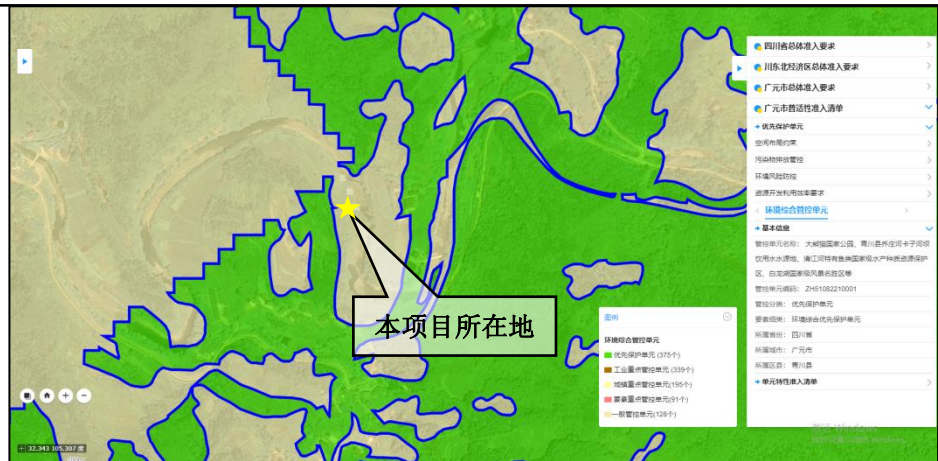 四川省总体准入要求
川东北经济区总体准入要求
广元市总体准入要求
广元市普适性准入清单
优先保护单元
空间布局约束
污染物排放管控
环境风险防控
资源开发利用效率要求
环境综合管控单元
基本信息
管控单元名称: 大熊猫国家公园、青川县乔庄河卡子河坝
饮用水水源地、清江河特有鱼类国家级水产种质资源保护
区、白龙湖国家级风景名胜区等
管控单元编码: ZH51082210001
管控分类: 优先保护单元
要素细类: 环境综合优先保护单元
所属省份: 四川省
所属城市: 广元市
所属区县: 青川县
单元特性准入清单
本项目所在地
图例
环境综合管控单元
优先保护单元 (375个)
工业重点管控单元 (339个)
城镇重点管控单元(195个)
要素重点管控单元(91个)
一般管控单元(128个)
32.343 105.307 度